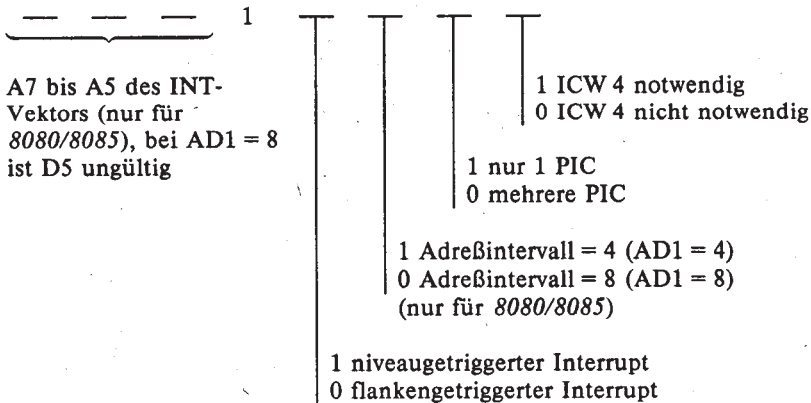 1
A7 bis A5 des INT-
Vektors (nur für
8080/8085), bei AD1 = 8
ist D5 ungültig
1 ICW 4 notwendig
0 ICW 4 nicht notwendig
1 nur 1 PIC
0 mehrere PIC
1 Adreßintervall = 4 (AD1 = 4)
0 Adreßintervall = 8 (AD1 = 8)
(nur für 8080/8085)
1 niveaugetriggerter Interrupt
0 flankengetriggerter Interrupt